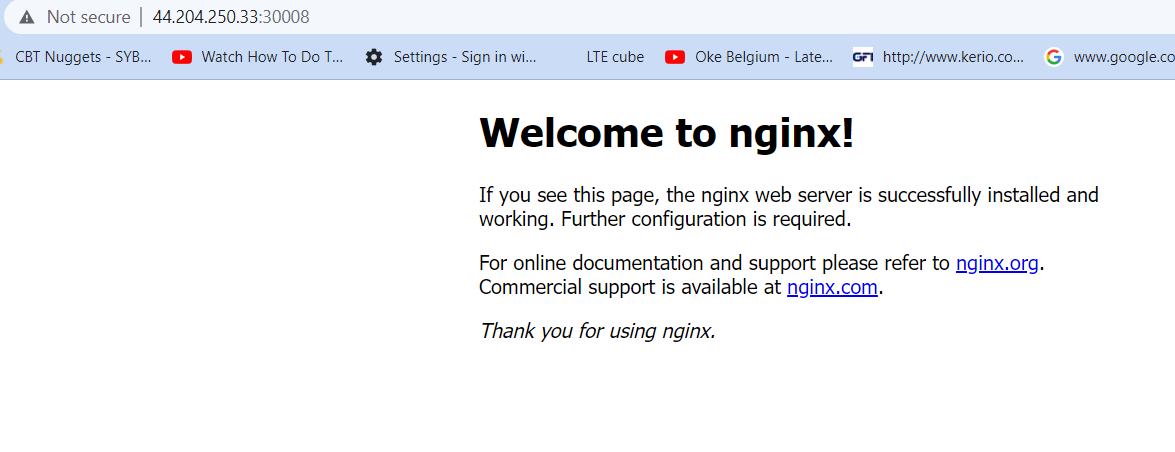 Not secure | 44.204.250.33:30008
CBT Nuggets - SYB... Watch How To Do T... Settings - Sign in wi... LTE cube Oke Belgium - Late... GFI http://www.kerio.co... www.google.co
Welcome to nginx!
If you see this page, the nginx web server is successfully installed and
working. Further configuration is required.
For online documentation and support please refer to nginx.org.
Commercial support is available at nginx.com.
Thank you for using nginx.